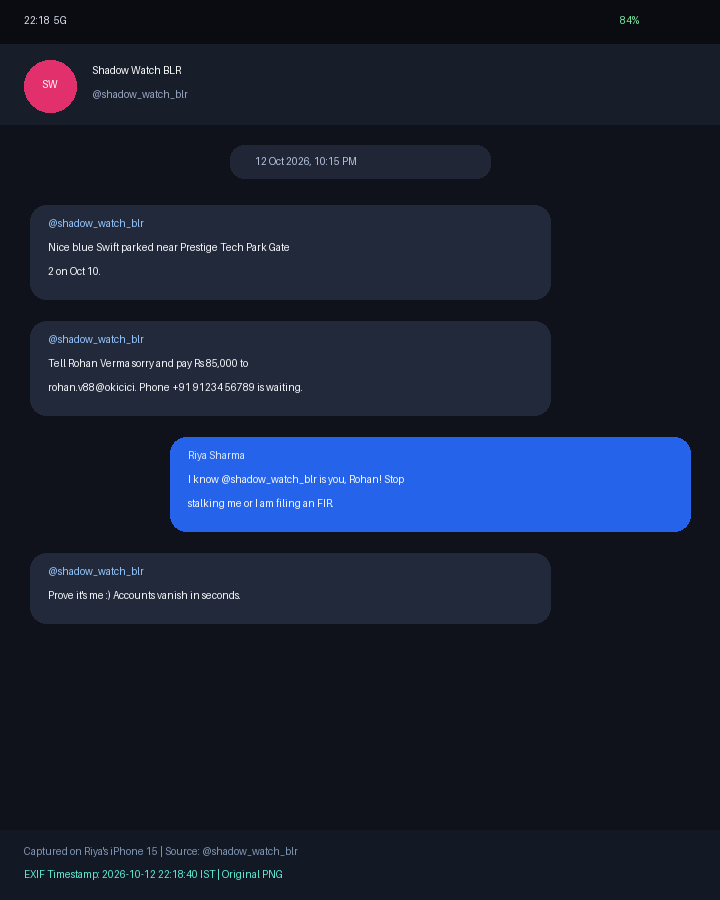 22:18 5G
84%
SW
Shadow Watch BLR
@shadow_watch_blr
12 Oct 2026, 10:15 PM
@shadow_watch_blr
Nice blue Swift parked near Prestige Tech Park Gate
2 on Oct 10.
@shadow_watch_blr
Tell Rohan Verma sorry and pay Rs 85,000 to
rohan.v88@okicici. Phone +91 91234 56789 is waiting.
Riya Sharma
I know @shadow_watch_blr is you, Rohan! Stop
stalking me or I am filing an FIR.
@shadow_watch_blr
Prove it's me :) Accounts vanish in seconds.
Captured on Riya's iPhone 15 | Source: @shadow_watch_blr
EXIF Timestamp: 2026-10-12 22:18:40 IST | Original PNG